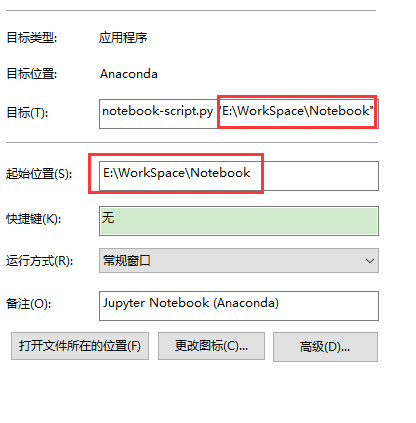 目标类型: 应用程序
目标位置: Anaconda
目标(T): notebook-script.py "E:\WorkSpace\Notebook"
起始位置(S): E:\WorkSpace\Notebook
快捷键(K): 无
运行方式(R): 常规窗口
备注(O): Jupyter Notebook (Anaconda)
打开文件所在的位置(F) 更改图标(C)... 高级(D)...